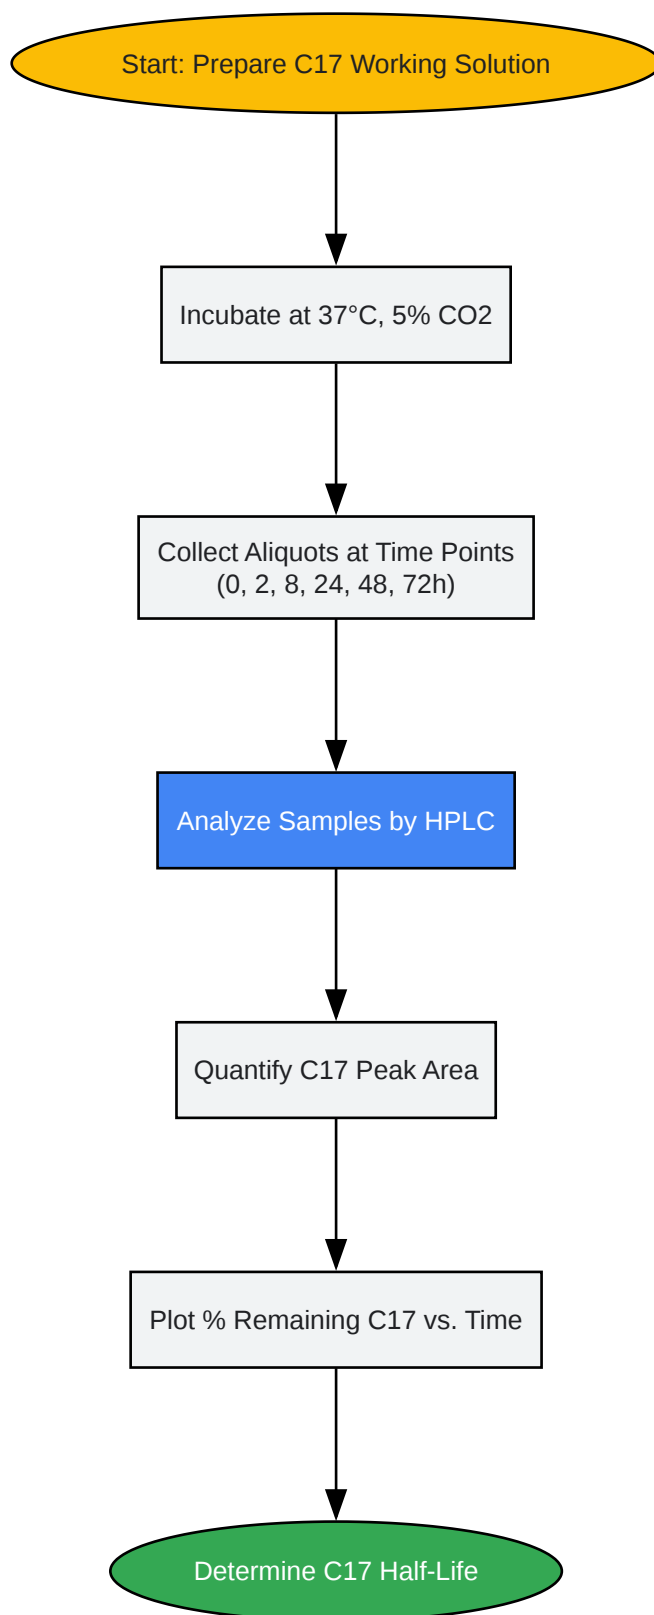 Start: Prepare C17 Working Solution
Incubate at 37°C, 5% CO2
Collect Aliquots at Time Points
(0, 2, 8, 24, 48, 72h)
Analyze Samples by HPLC
Quantify C17 Peak Area
Plot % Remaining C17 vs. Time
Determine C17 Half-Life